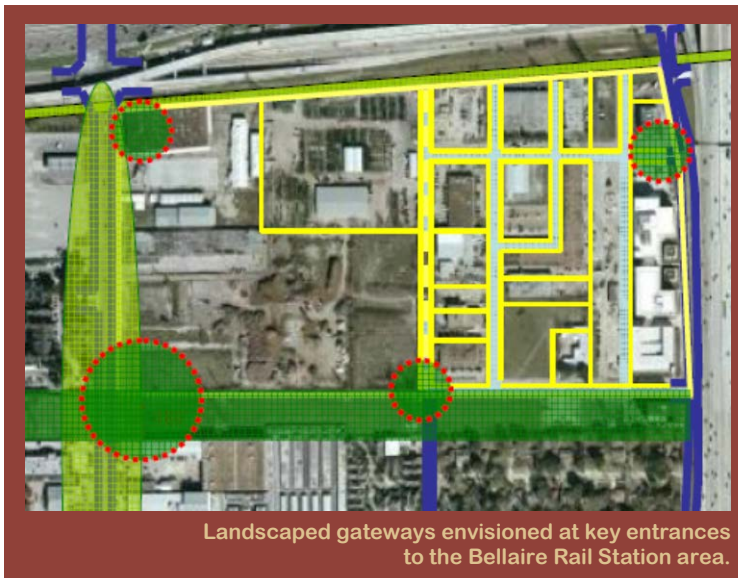 Landscaped gateways envisioned at key entrances
to the Bellaire Rail Station area.